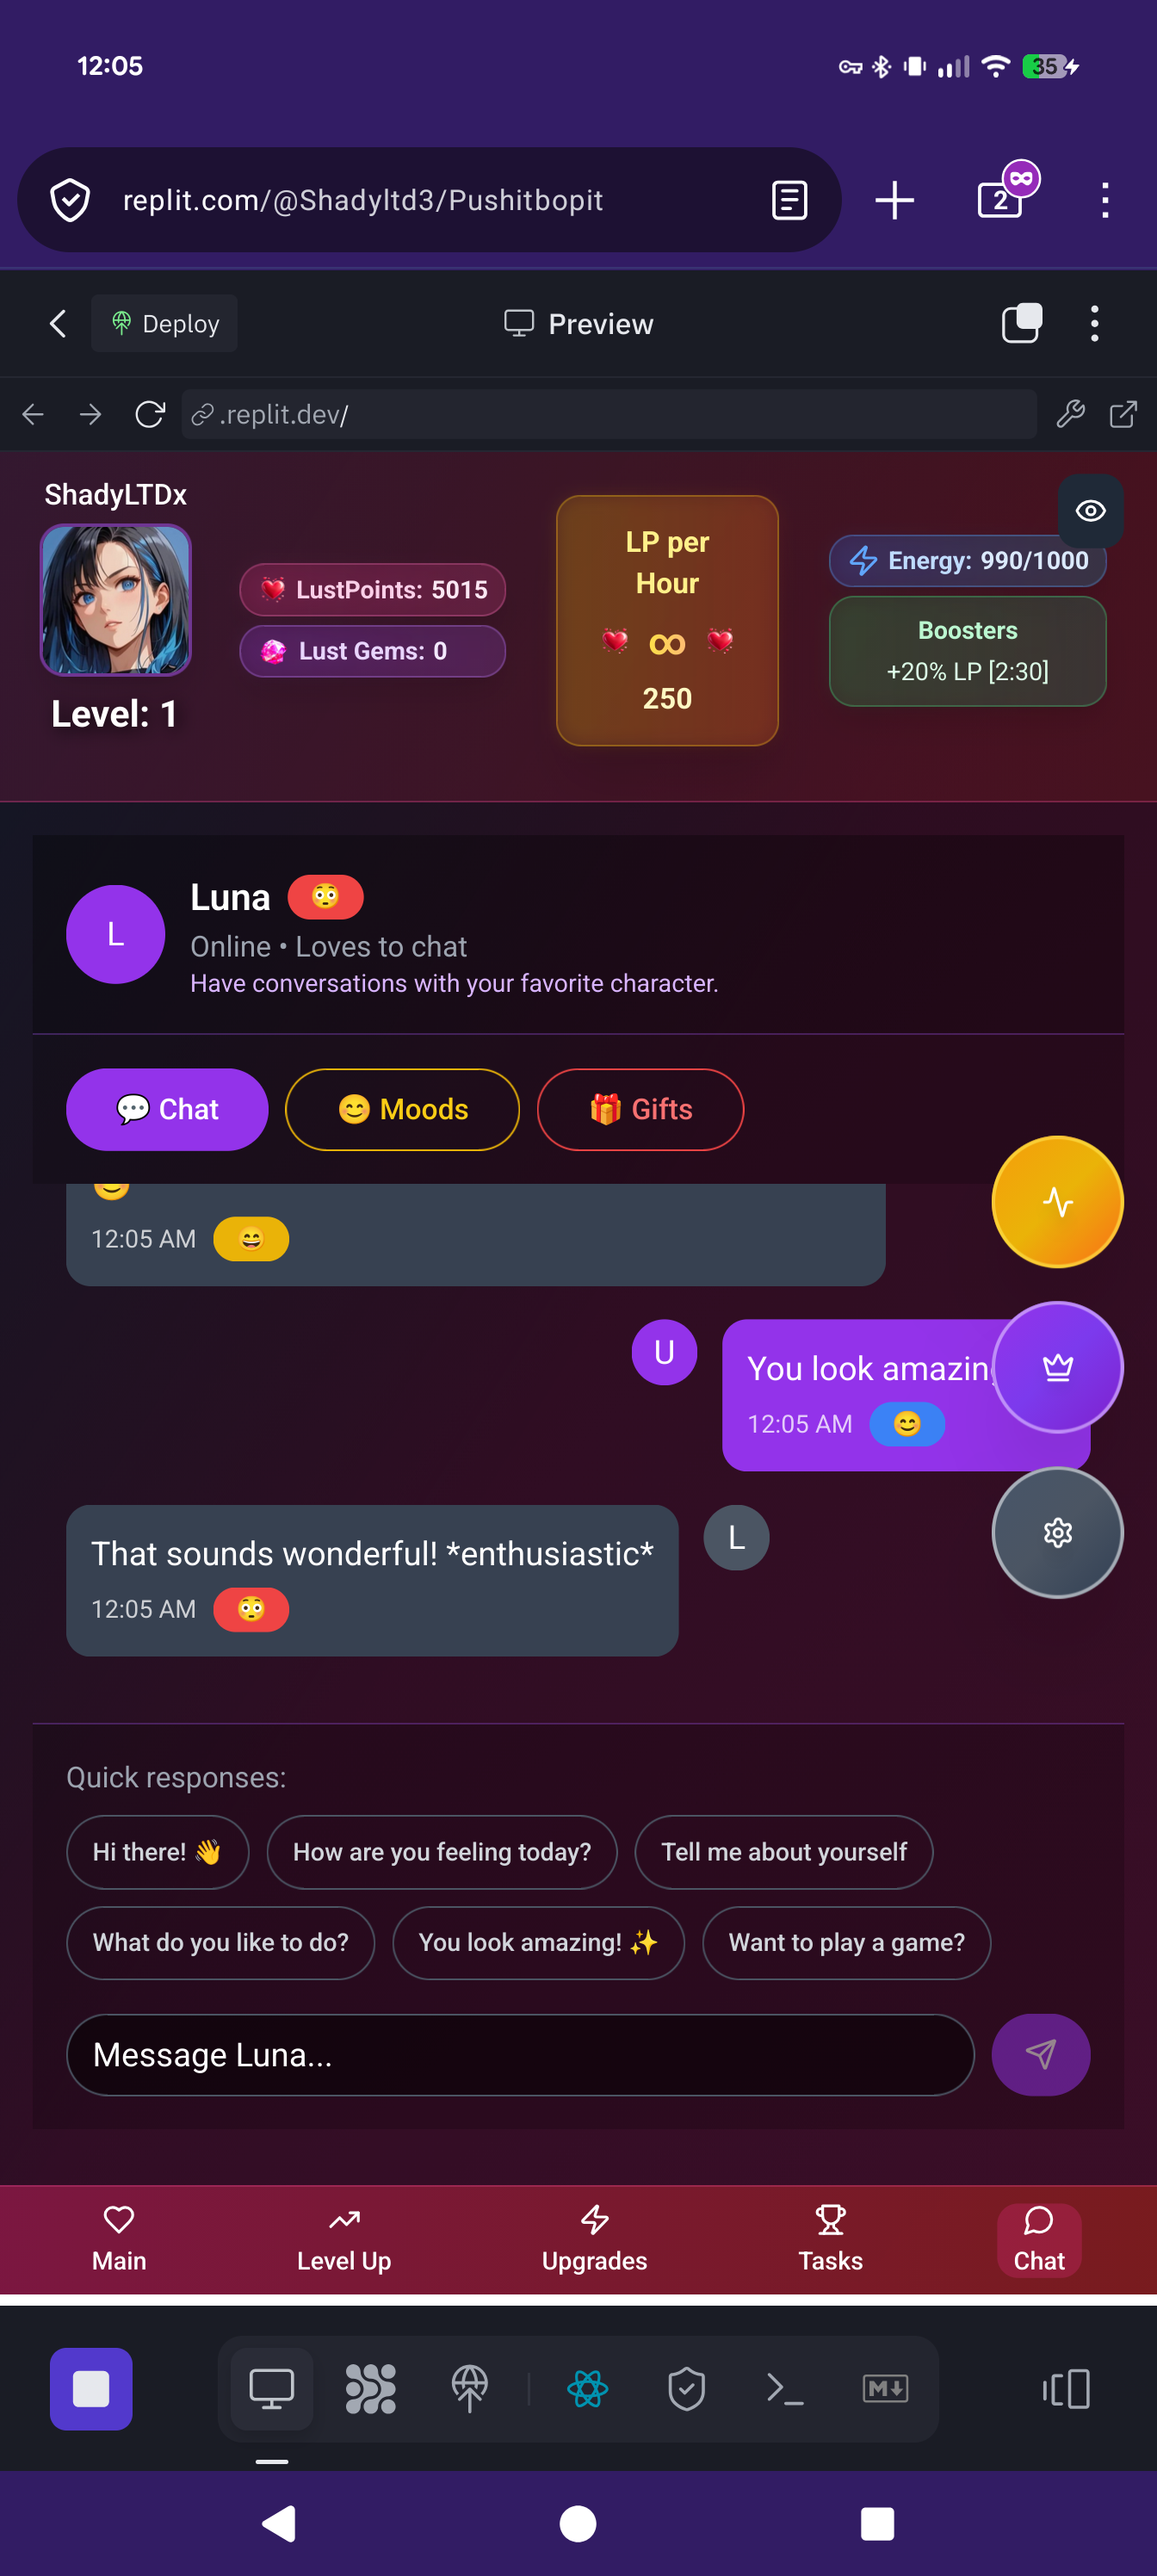 12:05
35
replit.com/@Shadyltd3/Pushitbopit
2
Deploy
Preview
.replit.dev/
ShadyLTDx
Level: 1
LustPoints: 5015
Lust Gems: 0
LP per
Hour
∞
250
Energy: 990/1000
Boosters
+20% LP [2:30]
L
Luna 😳
Online • Loves to chat
Have conversations with your favorite character.
💬 Chat
😊 Moods
🎁 Gifts
12:05 AM 😄
U
You look amazin
12:05 AM 😊
That sounds wonderful! *enthusiastic*
12:05 AM 😳
L
Quick responses:
Hi there! 👋
How are you feeling today?
Tell me about yourself
What do you like to do?
You look amazing! ✨
Want to play a game?
Message Luna...
Main
Level Up
Upgrades
Tasks
Chat
M